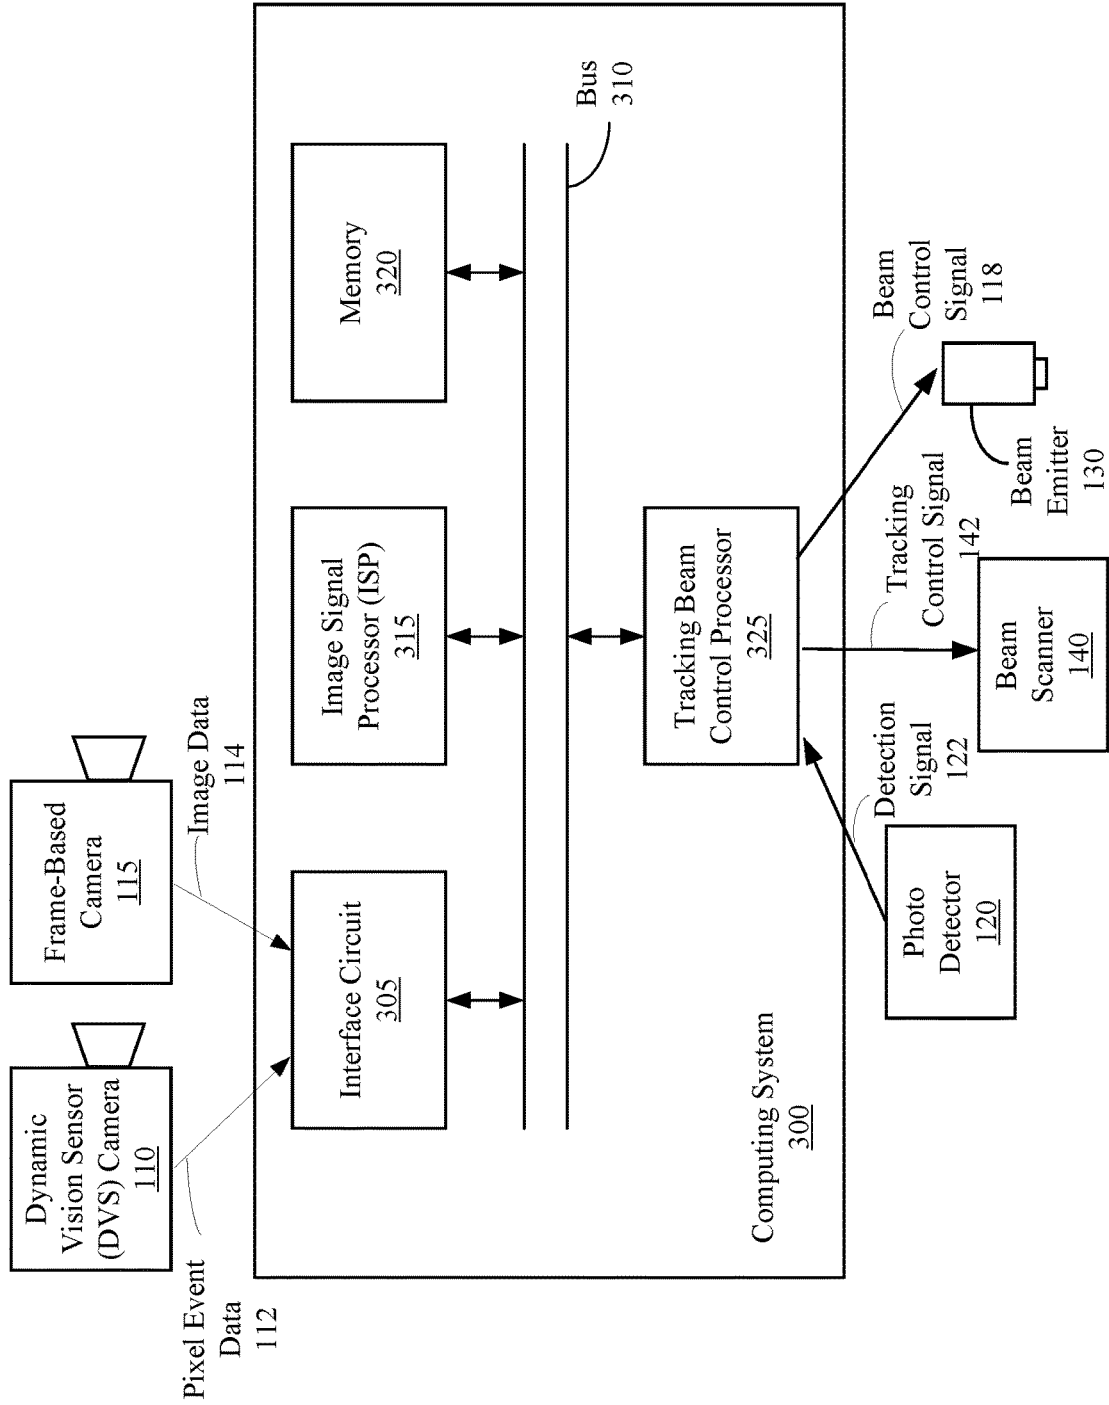 Dynamic
Vision Sensor
(DVS) Camera
110
Frame-Based
Camera
115
Pixel Event
Data
112
Image Data
114
Interface Circuit
305
Image Signal
Processor (ISP)
315
Memory
320
Bus
310
Tracking Beam
Control Processor
325
Computing System
300
Photo
Detector
120
Detection
Signal
122
Beam
Scanner
140
Tracking
Control Signal
142
Beam
Emitter
130
Beam
Control
Signal
118